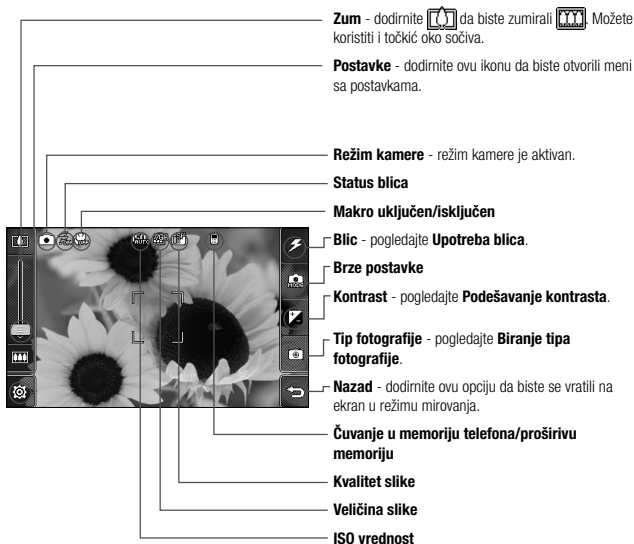 Zum - dodirnite da biste zumirali . Možete
koristiti i točkić oko sočiva.
Postavke - dodirnite ovu ikonu da biste otvorili meni
sa postavkama.
Režim kamere - režim kamere je aktivan.
Status blica
Makro uključen/isključen
Blic - pogledajte Upotreba blica.
Brze postavke
Kontrast - pogledajte Podešavanje kontrasta.
Tip fotografije - pogledajte Biranje tipa
fotografije.
Nazad - dodirnite ovu opciju da biste se vratili na
ekran u režimu mirovanja.
Čuvanje u memoriju telefona/proširivu
memoriju
Kvalitet slike
Veličina slike
ISO vrednost
ISO
AUTO
MODE